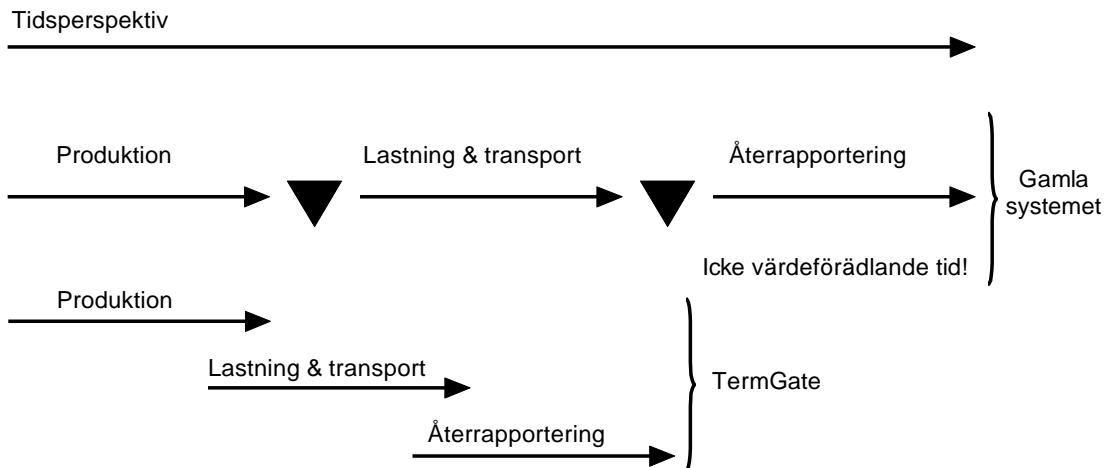 Tidsperspektiv
Produktion
Lastning & transport
Återrapportering
Gamla
systemet
Icke värdeförädlande tid!
Produktion
Lastning & transport
TermGate
Återrapportering